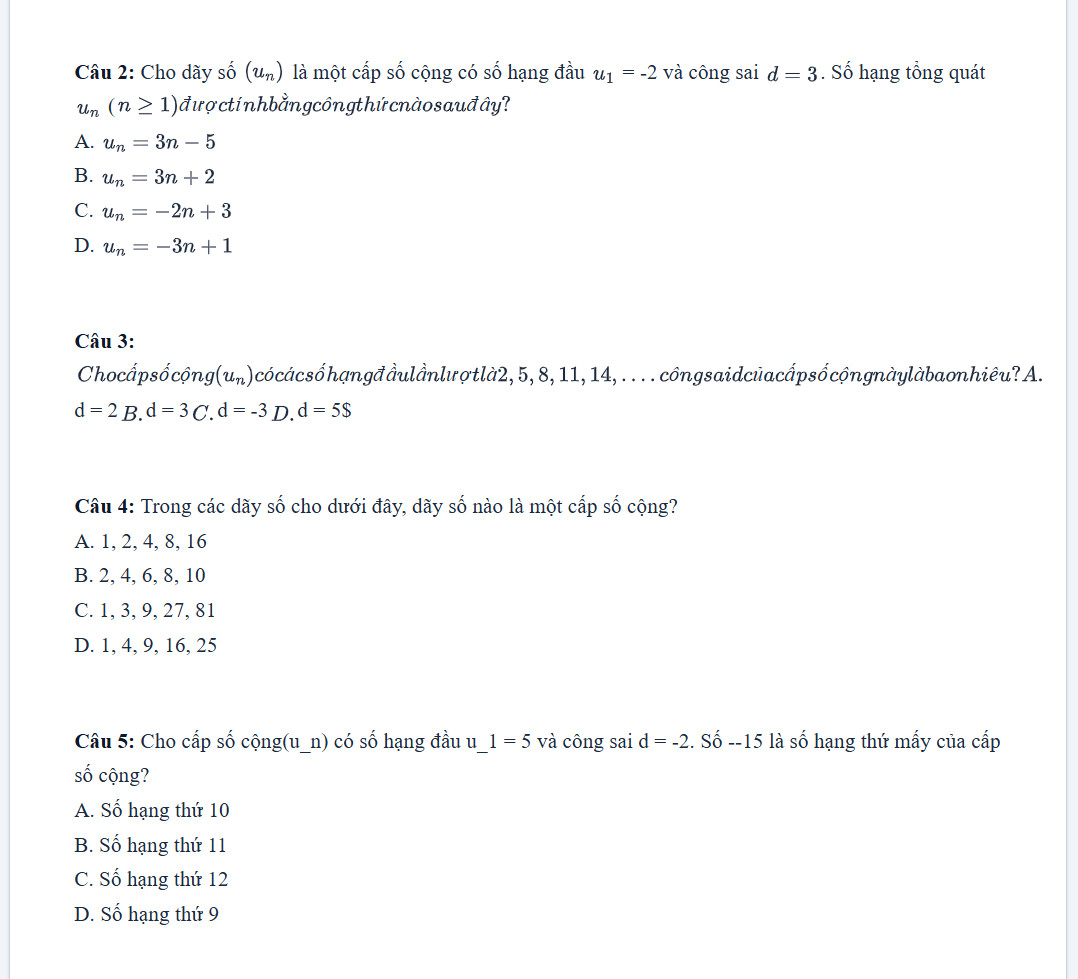 Câu 2: Cho dãy số (uₙ) là một cấp số cộng có số hạng đầu u₁ = -2 và công sai d = 3. Số hạng tổng quát
uₙ (n ≥ 1)đượctínhbằngcôngthứcnàosauđây?
A. uₙ = 3n − 5
B. uₙ = 3n + 2
C. uₙ = −2n + 3
D. uₙ = −3n + 1
Câu 3:
Chocấpsốcộng(uₙ)cócácsốhạngđầulầnlượtlà2, 5, 8, 11, 14, .... côngsaidcủacấpsốcộngnàylàbaonhiêu?A.
d = 2 B. d = 3 C. d = -3 D. d = 5$
Câu 4: Trong các dãy số cho dưới đây, dãy số nào là một cấp số cộng?
A. 1, 2, 4, 8, 16
B. 2, 4, 6, 8, 10
C. 1, 3, 9, 27, 81
D. 1, 4, 9, 16, 25
Câu 5: Cho cấp số cộng(u_n) có số hạng đầu u_1 = 5 và công sai d = -2. Số --15 là số hạng thứ mấy của cấp
số cộng?
A. Số hạng thứ 10
B. Số hạng thứ 11
C. Số hạng thứ 12
D. Số hạng thứ 9